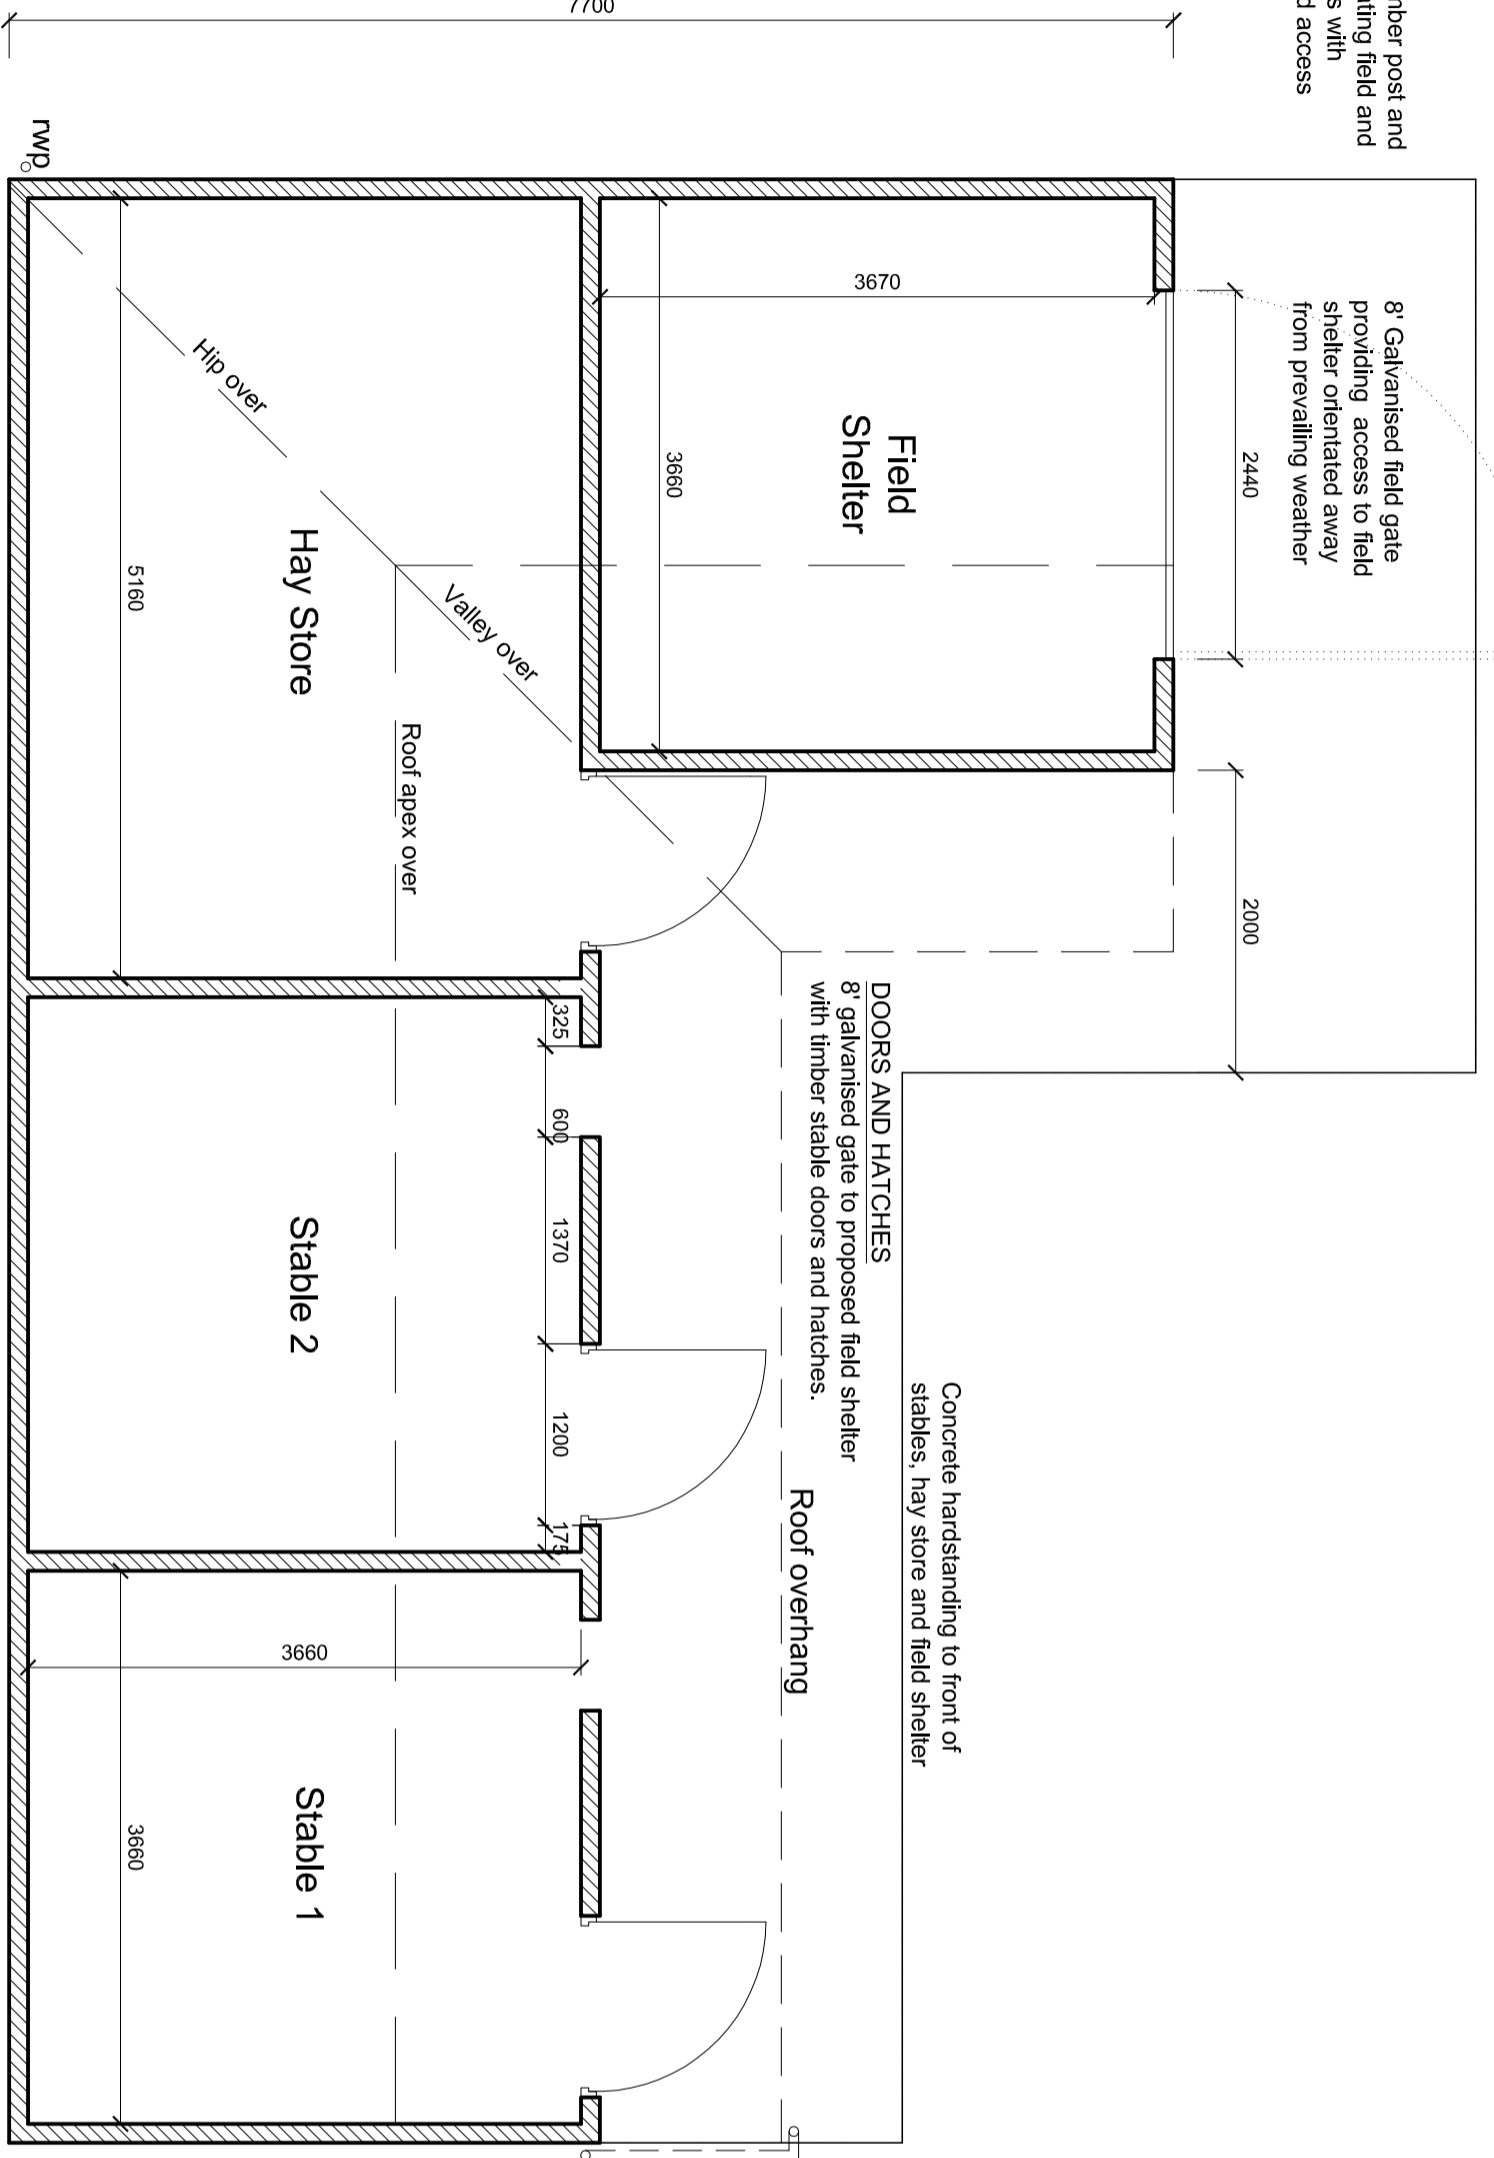 mber post and
ating field and
s with
d access
8' Galvanised field gate
providing access to field
shelter orientated away
from prevailing weather
7700
2440
2000
3670
Field
Shelter
3660
DOORS AND HATCHES
8' galvanised gate to proposed field shelter
with timber stable doors and hatches.
Concrete hardstanding to front of
stables, hay store and field shelter
Roof overhang
325
600
1370
1200
175
Valley over
Roof apex over
Hip over
Hay Store
5160
Stable 2
Stable 1
3660
3660
rwp